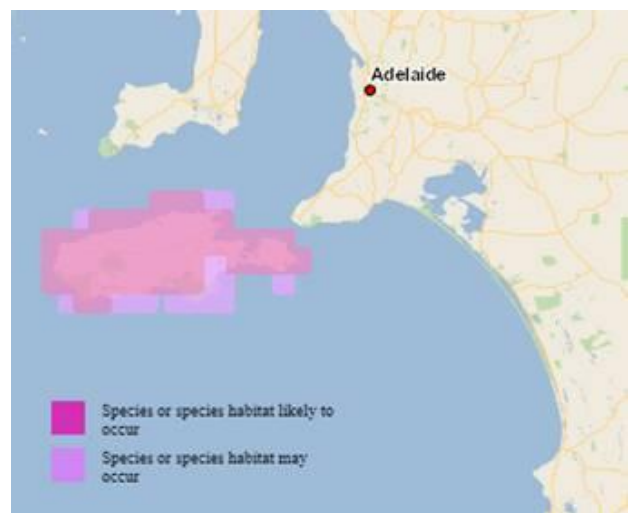 Adelaide
Species or species habitat likely to
occur
Species or species habitat may
occur